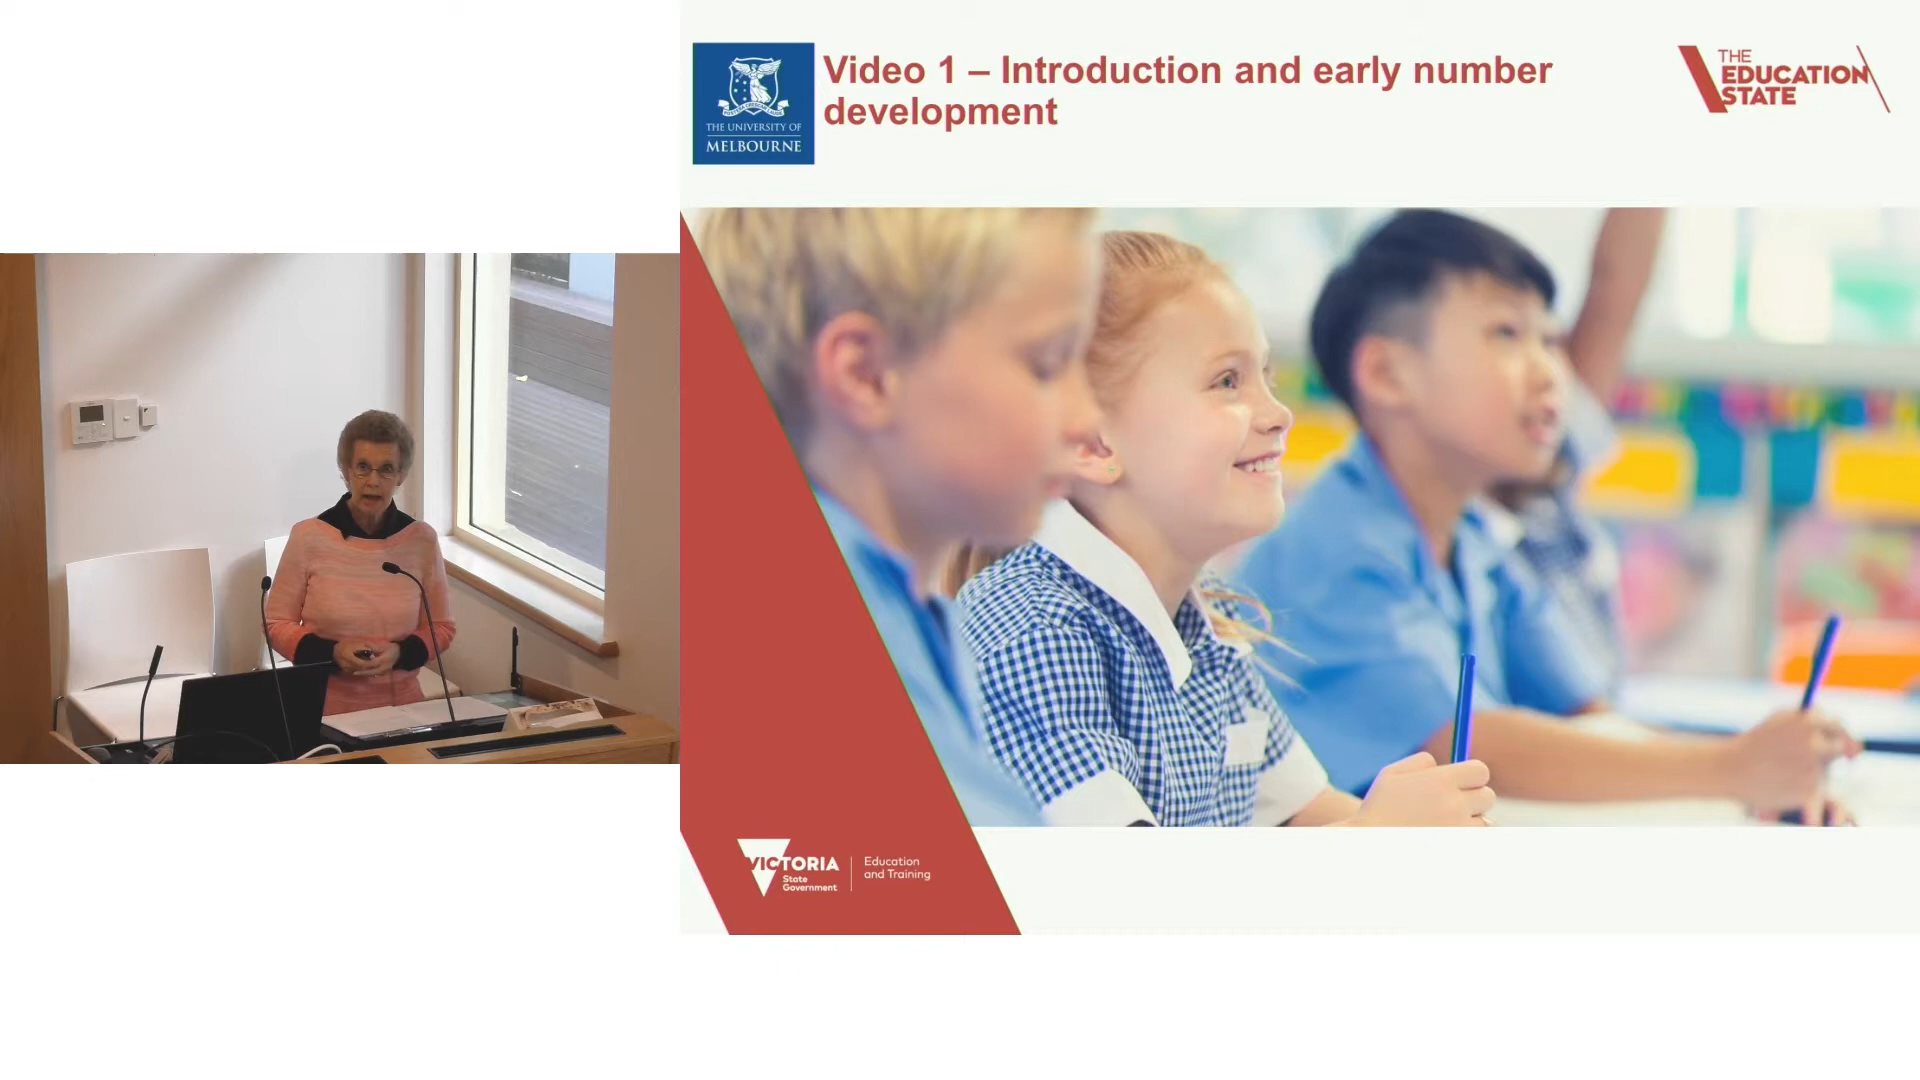 Video 1 – Introduction and early number
development
THE UNIVERSITY OF
MELBOURNE
THE
EDUCATION
STATE
VICTORIA
State
Government
Education
and Training